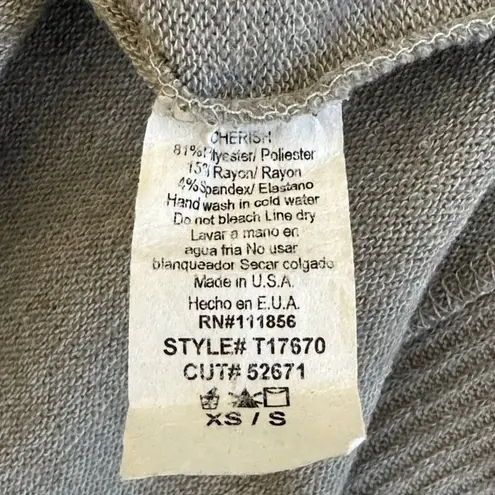 CHERISH
81% Polyester/ Poliester
15% Rayon/ Rayon
4% Spandex/ Elastano
Hand wash in cold water
Do not bleach Line dry
Lavar a mano en
agua fria No usar
blanqueador Secar colgado
Made in U.S.A.
Hecho en E.U.A.
RN#111856
STYLE# T17670
CUT# 52671
XS / S